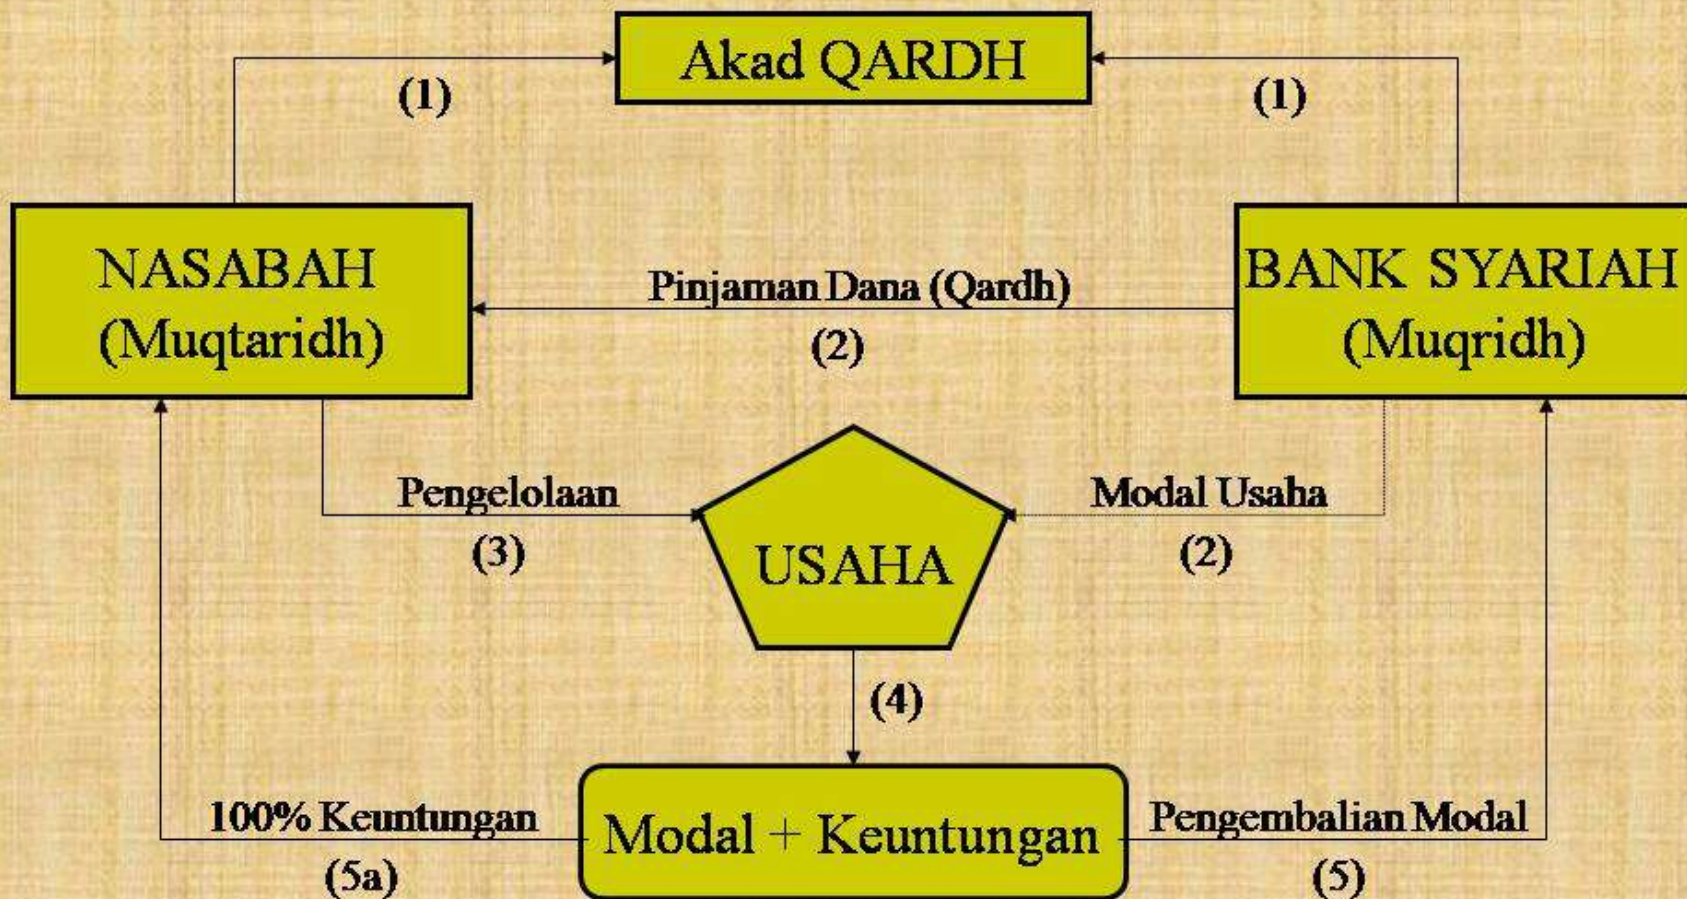 Akad QARDH
(1)
(1)
NASABAH
(Muqtaridh)
Pinjaman Dana (Qardh)
(2)
BANK SYARIAH
(Muqridh)
Pengelolaan
(3)
Modal Usaha
(2)
USAHA
(4)
100% Keuntungan
(5a)
Modal + Keuntungan
Pengembalian Modal
(5)